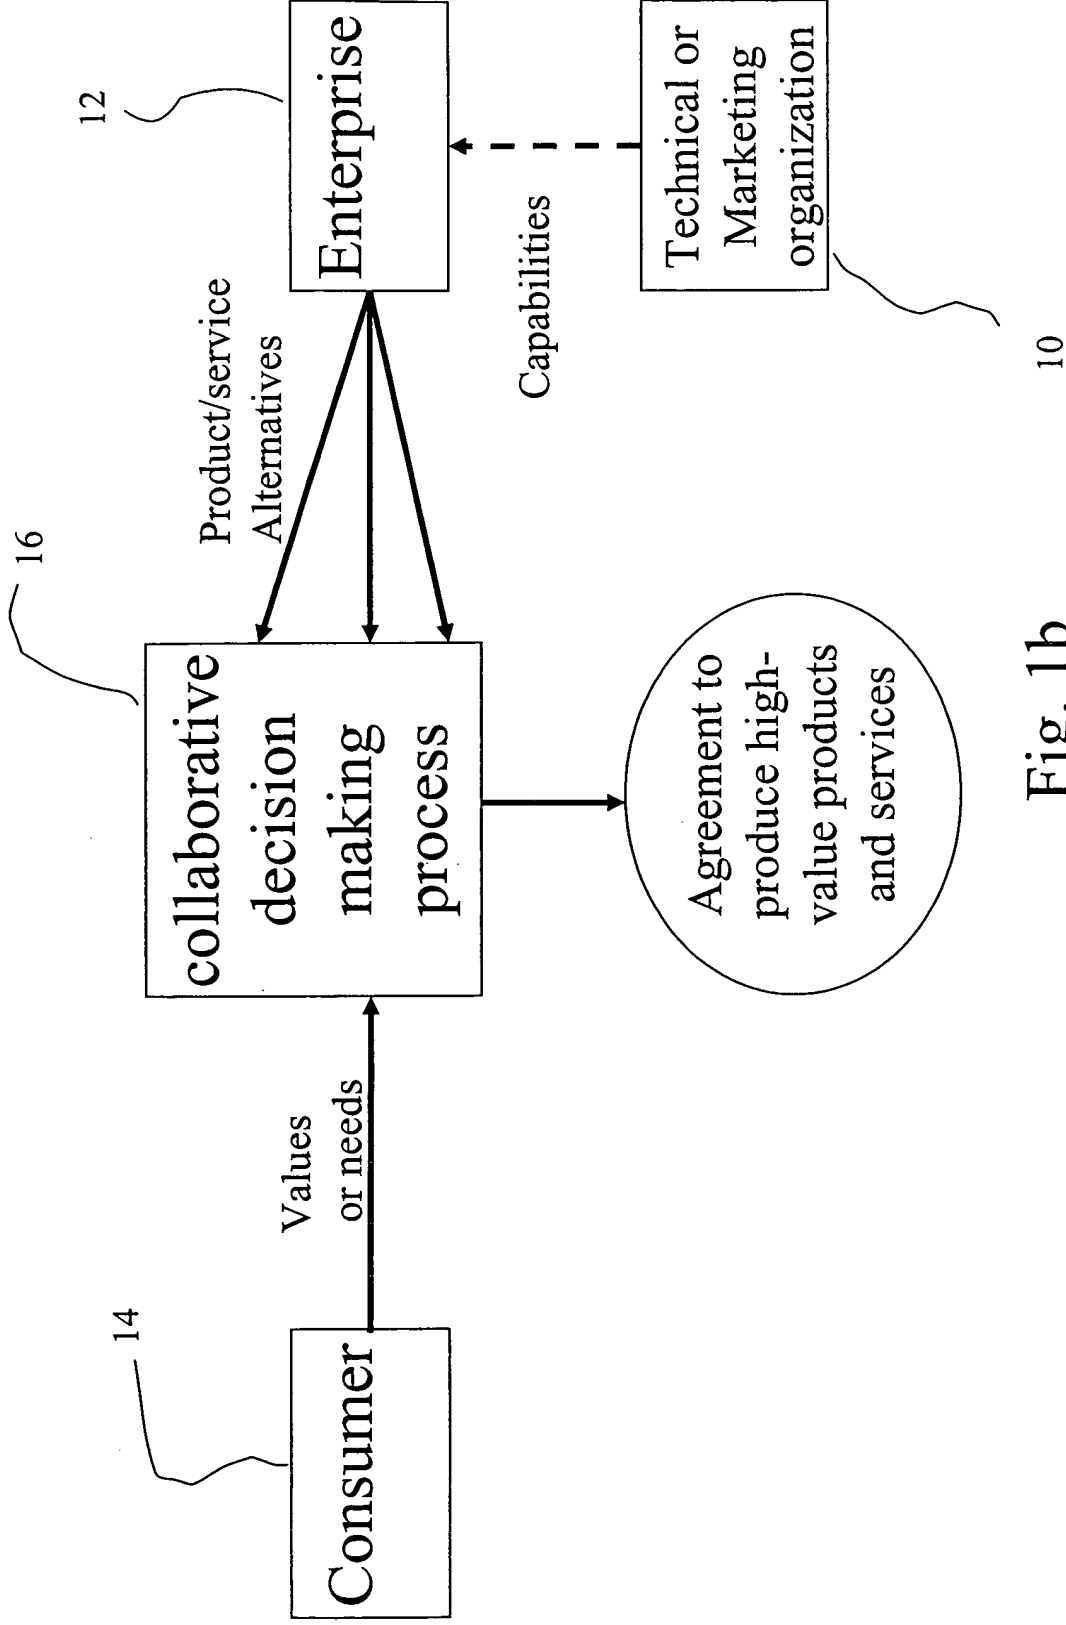 16
12
14
Product/service
Alternatives
collaborative
decision
making
process
Enterprise
Values
or needs
Consumer
Capabilities
Technical or
Marketing
organization
10
Agreement to
produce high-
value products
and services
Fig. 1b